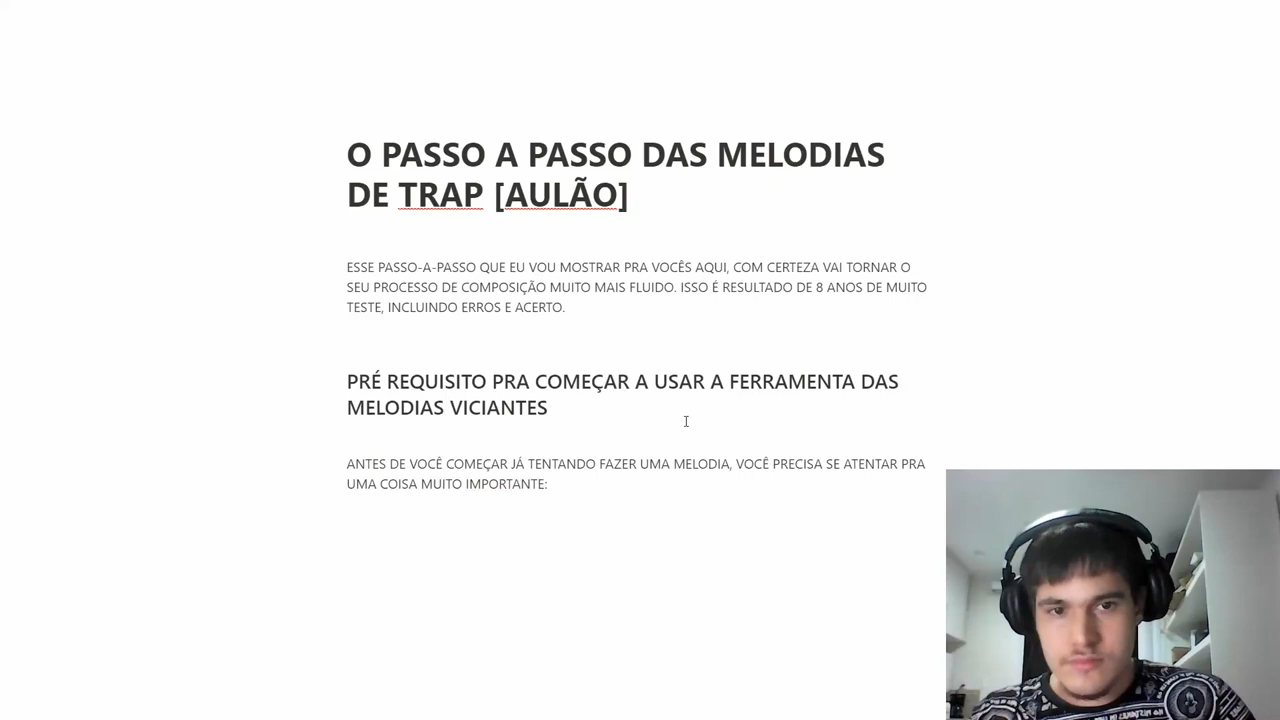 O PASSO A PASSO DAS MELODIAS
DE TRAP [AULÃO]
ESSE PASSO-A-PASSO QUE EU VOU MOSTRAR PRA VOCÊS AQUI, COM CERTEZA VAI TORNAR O
SEU PROCESSO DE COMPOSIÇÃO MUITO MAIS FLUIDO. ISSO É RESULTADO DE 8 ANOS DE MUITO
TESTE, INCLUINDO ERROS E ACERTO.
PRÉ REQUISITO PRA COMEÇAR A USAR A FERRAMENTA DAS
MELODIAS VICIANTES
ANTES DE VOCÊ COMEÇAR JÁ TENTANDO FAZER UMA MELODIA, VOCÊ PRECISA SE ATENTAR PRA
UMA COISA MUITO IMPORTANTE: